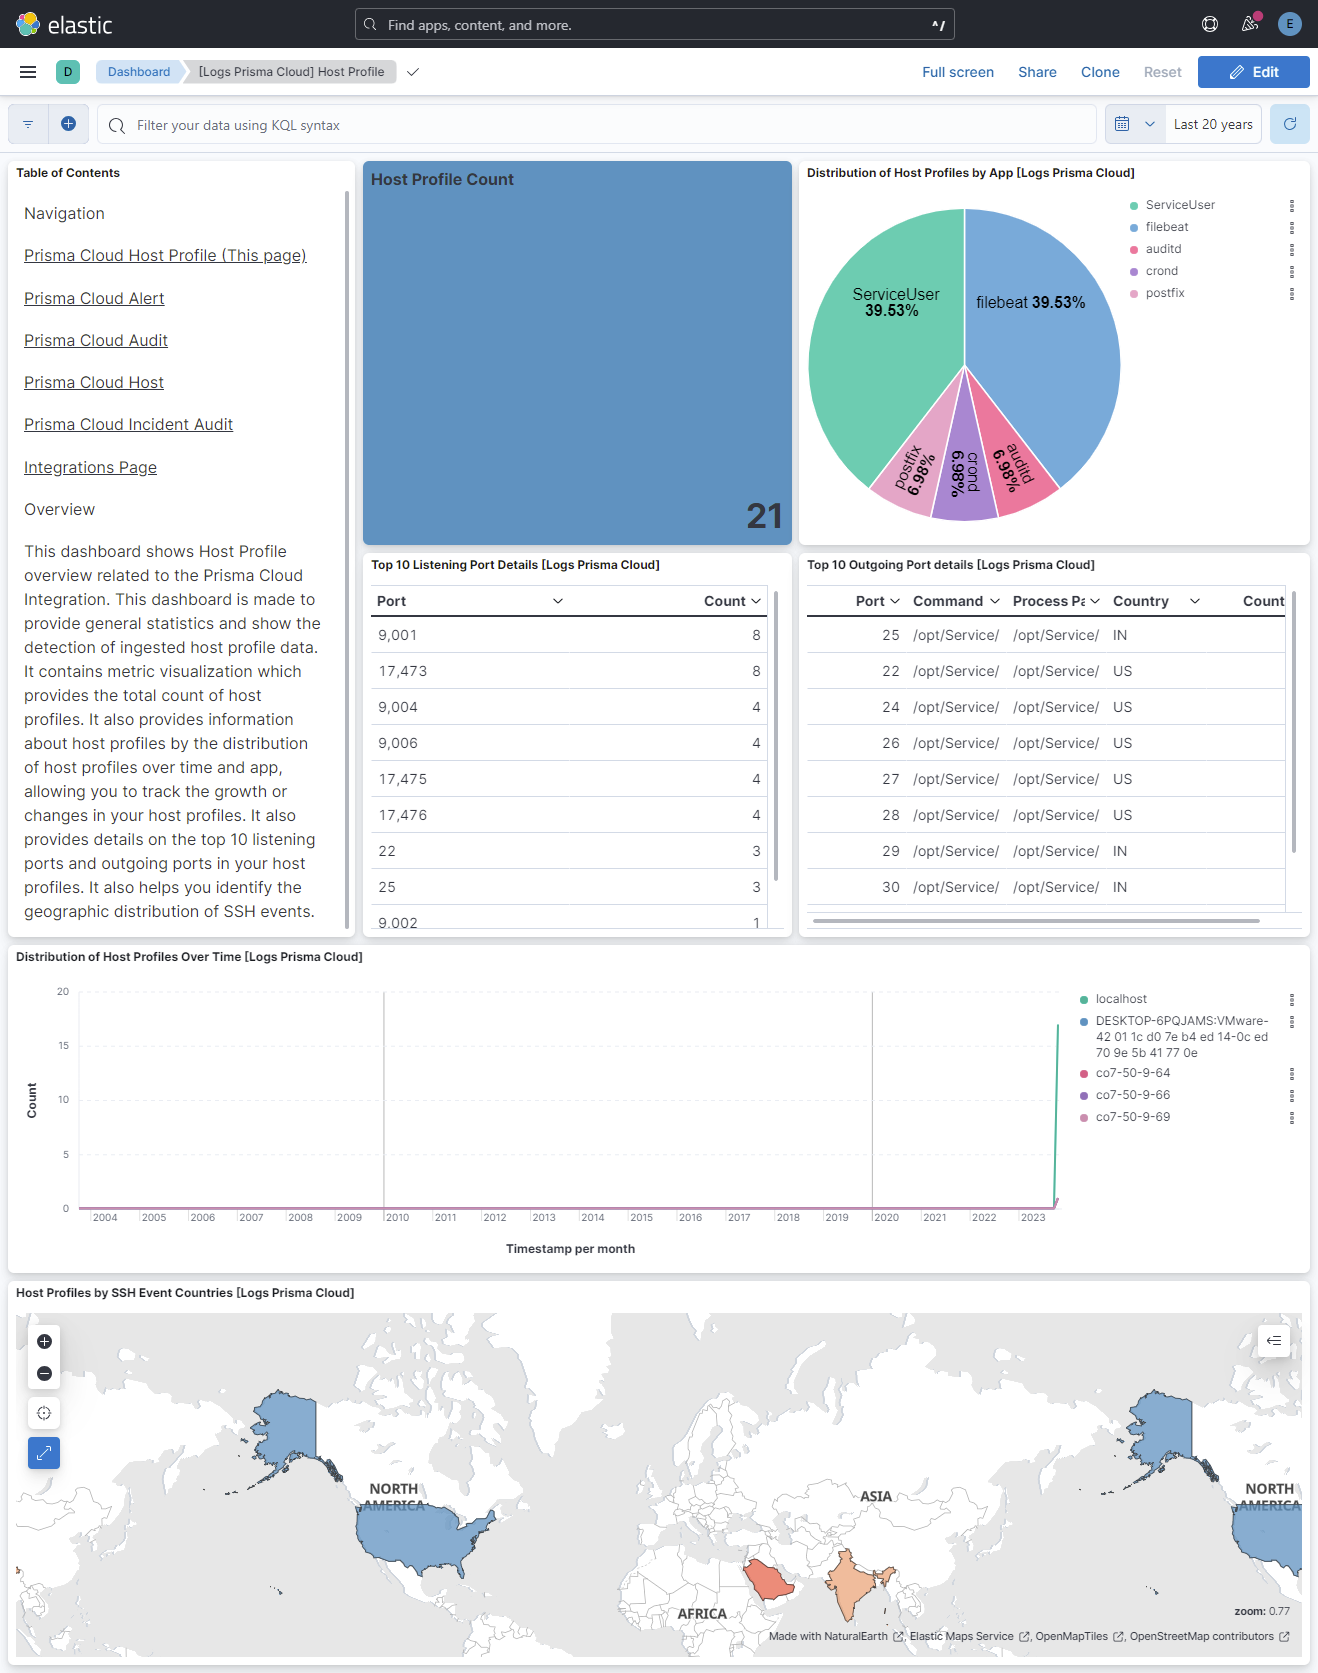 elastic
Find apps, content, and more.
^/
E
D
Dashboard
[Logs Prisma Cloud] Host Profile
Full screen
Share
Clone
Reset
Edit
Filter your data using KQL syntax
Last 20 years
Table of Contents
Navigation
Prisma Cloud Host Profile (This page)
Prisma Cloud Alert
Prisma Cloud Audit
Prisma Cloud Host
Prisma Cloud Incident Audit
Integrations Page
Overview
This dashboard shows Host Profile
overview related to the Prisma Cloud
Integration. This dashboard is made to
provide general statistics and show the
detection of ingested host profile data.
It contains metric visualization which
provides the total count of host
profiles. It also provides information
about host profiles by the distribution
of host profiles over time and app,
allowing you to track the growth or
changes in your host profiles. It also
provides details on the top 10 listening
ports and outgoing ports in your host
profiles. It also helps you identify the
geographic distribution of SSH events.
Host Profile Count
21
Distribution of Host Profiles by App [Logs Prisma Cloud]
ServiceUser
39.53%
filebeat 39.53%
postfix
6.98%
crond
6.98%
auditd
6.98%
ServiceUser
filebeat
auditd
crond
postfix
Top 10 Listening Port Details [Logs Prisma Cloud]
Port Count
9,001 8
17,473 8
9,004 4
9,006 4
17,475 4
17,476 4
22 3
25 3
9,002 1
Top 10 Outgoing Port details [Logs Prisma Cloud]
Port Command Process Pa Country Count
25 /opt/Service/ /opt/Service/ IN
22 /opt/Service/ /opt/Service/ US
24 /opt/Service/ /opt/Service/ US
26 /opt/Service/ /opt/Service/ US
27 /opt/Service/ /opt/Service/ US
28 /opt/Service/ /opt/Service/ US
29 /opt/Service/ /opt/Service/ IN
30 /opt/Service/ /opt/Service/ IN
Distribution of Host Profiles Over Time [Logs Prisma Cloud]
Count
20
15
10
5
0
2004 2005 2006 2007 2008 2009 2010 2011 2012 2013 2014 2015 2016 2017 2018 2019 2020 2021 2022 2023
Timestamp per month
localhost
DESKTOP-6PQJAMS:VMware-
42 01 1c d0 7e b4 ed 14-0c ed
70 9e 5b 41 77 0e
co7-50-9-64
co7-50-9-66
co7-50-9-69
Host Profiles by SSH Event Countries [Logs Prisma Cloud]
NORTH
AMERICA
ASIA
AFRICA
NORTH
AMERICA
zoom: 0.77
Made with NaturalEarth, Elastic Maps Service, OpenMapTiles, OpenStreetMap contributors